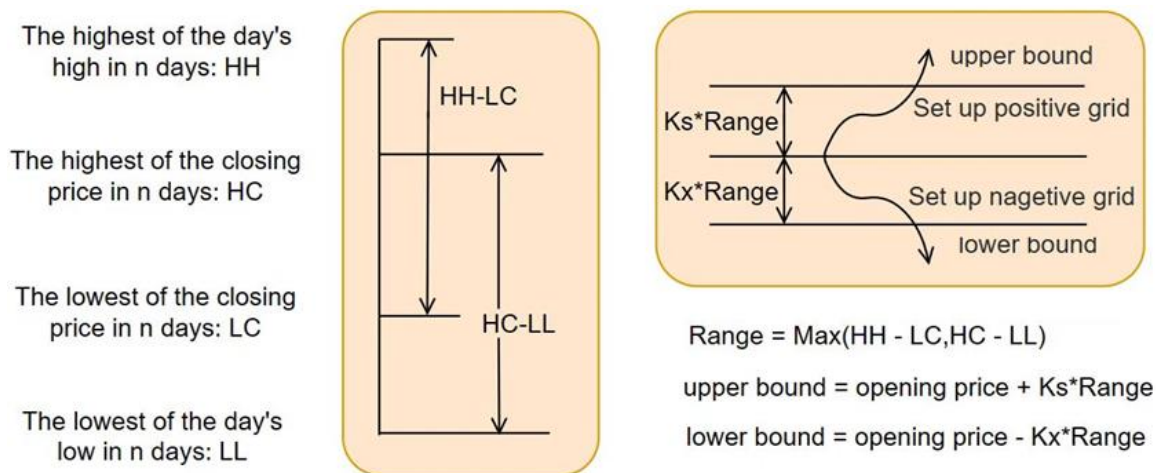 The highest of the day's
high in n days: HH
The highest of the closing
price in n days: HC
The lowest of the closing
price in n days: LC
The lowest of the day's
low in n days: LL
HH-LC
HC-LL
upper bound
Ks*Range
Set up positive grid
Kx*Range
Set up nagetive grid
lower bound
Range = Max(HH - LC,HC - LL)
upper bound = opening price + Ks*Range
lower bound = opening price - Kx*Range